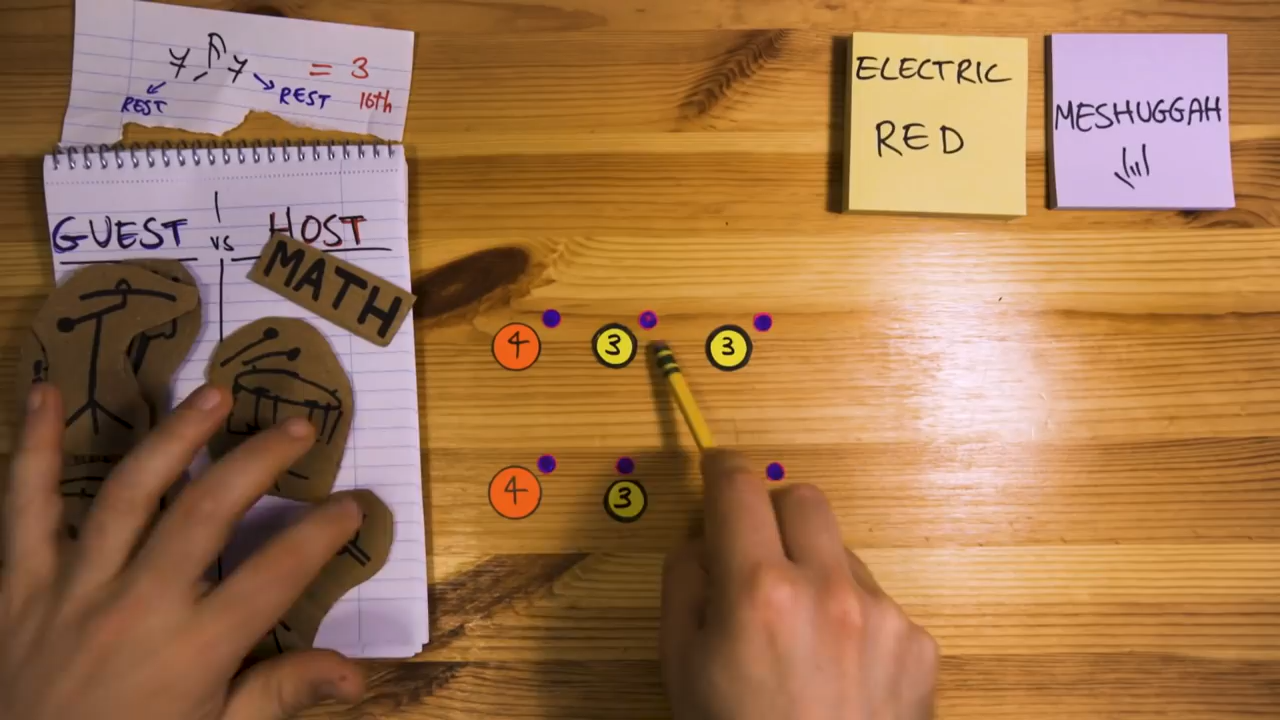 = 3
REST
REST
16th
GUEST
vs
HOST
MATH
ELECTRIC
RED
MESHUGGAH
4
3
3
4
3